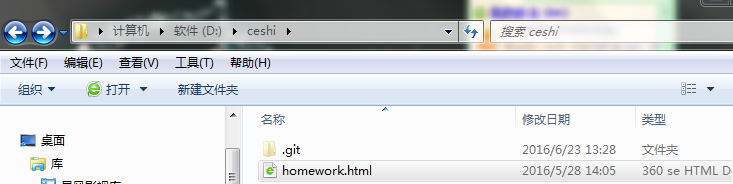 计算机 软件 (D:) ceshi 搜索 ceshi
文件(F) 编辑(E) 查看(V) 工具(T) 帮助(H)
组织 打开 新建文件夹
名称 修改日期 类型
桌面 .git 2016/6/23 13:28 文件夹
库 homework.html 2016/5/28 14:05 360 se HTML D